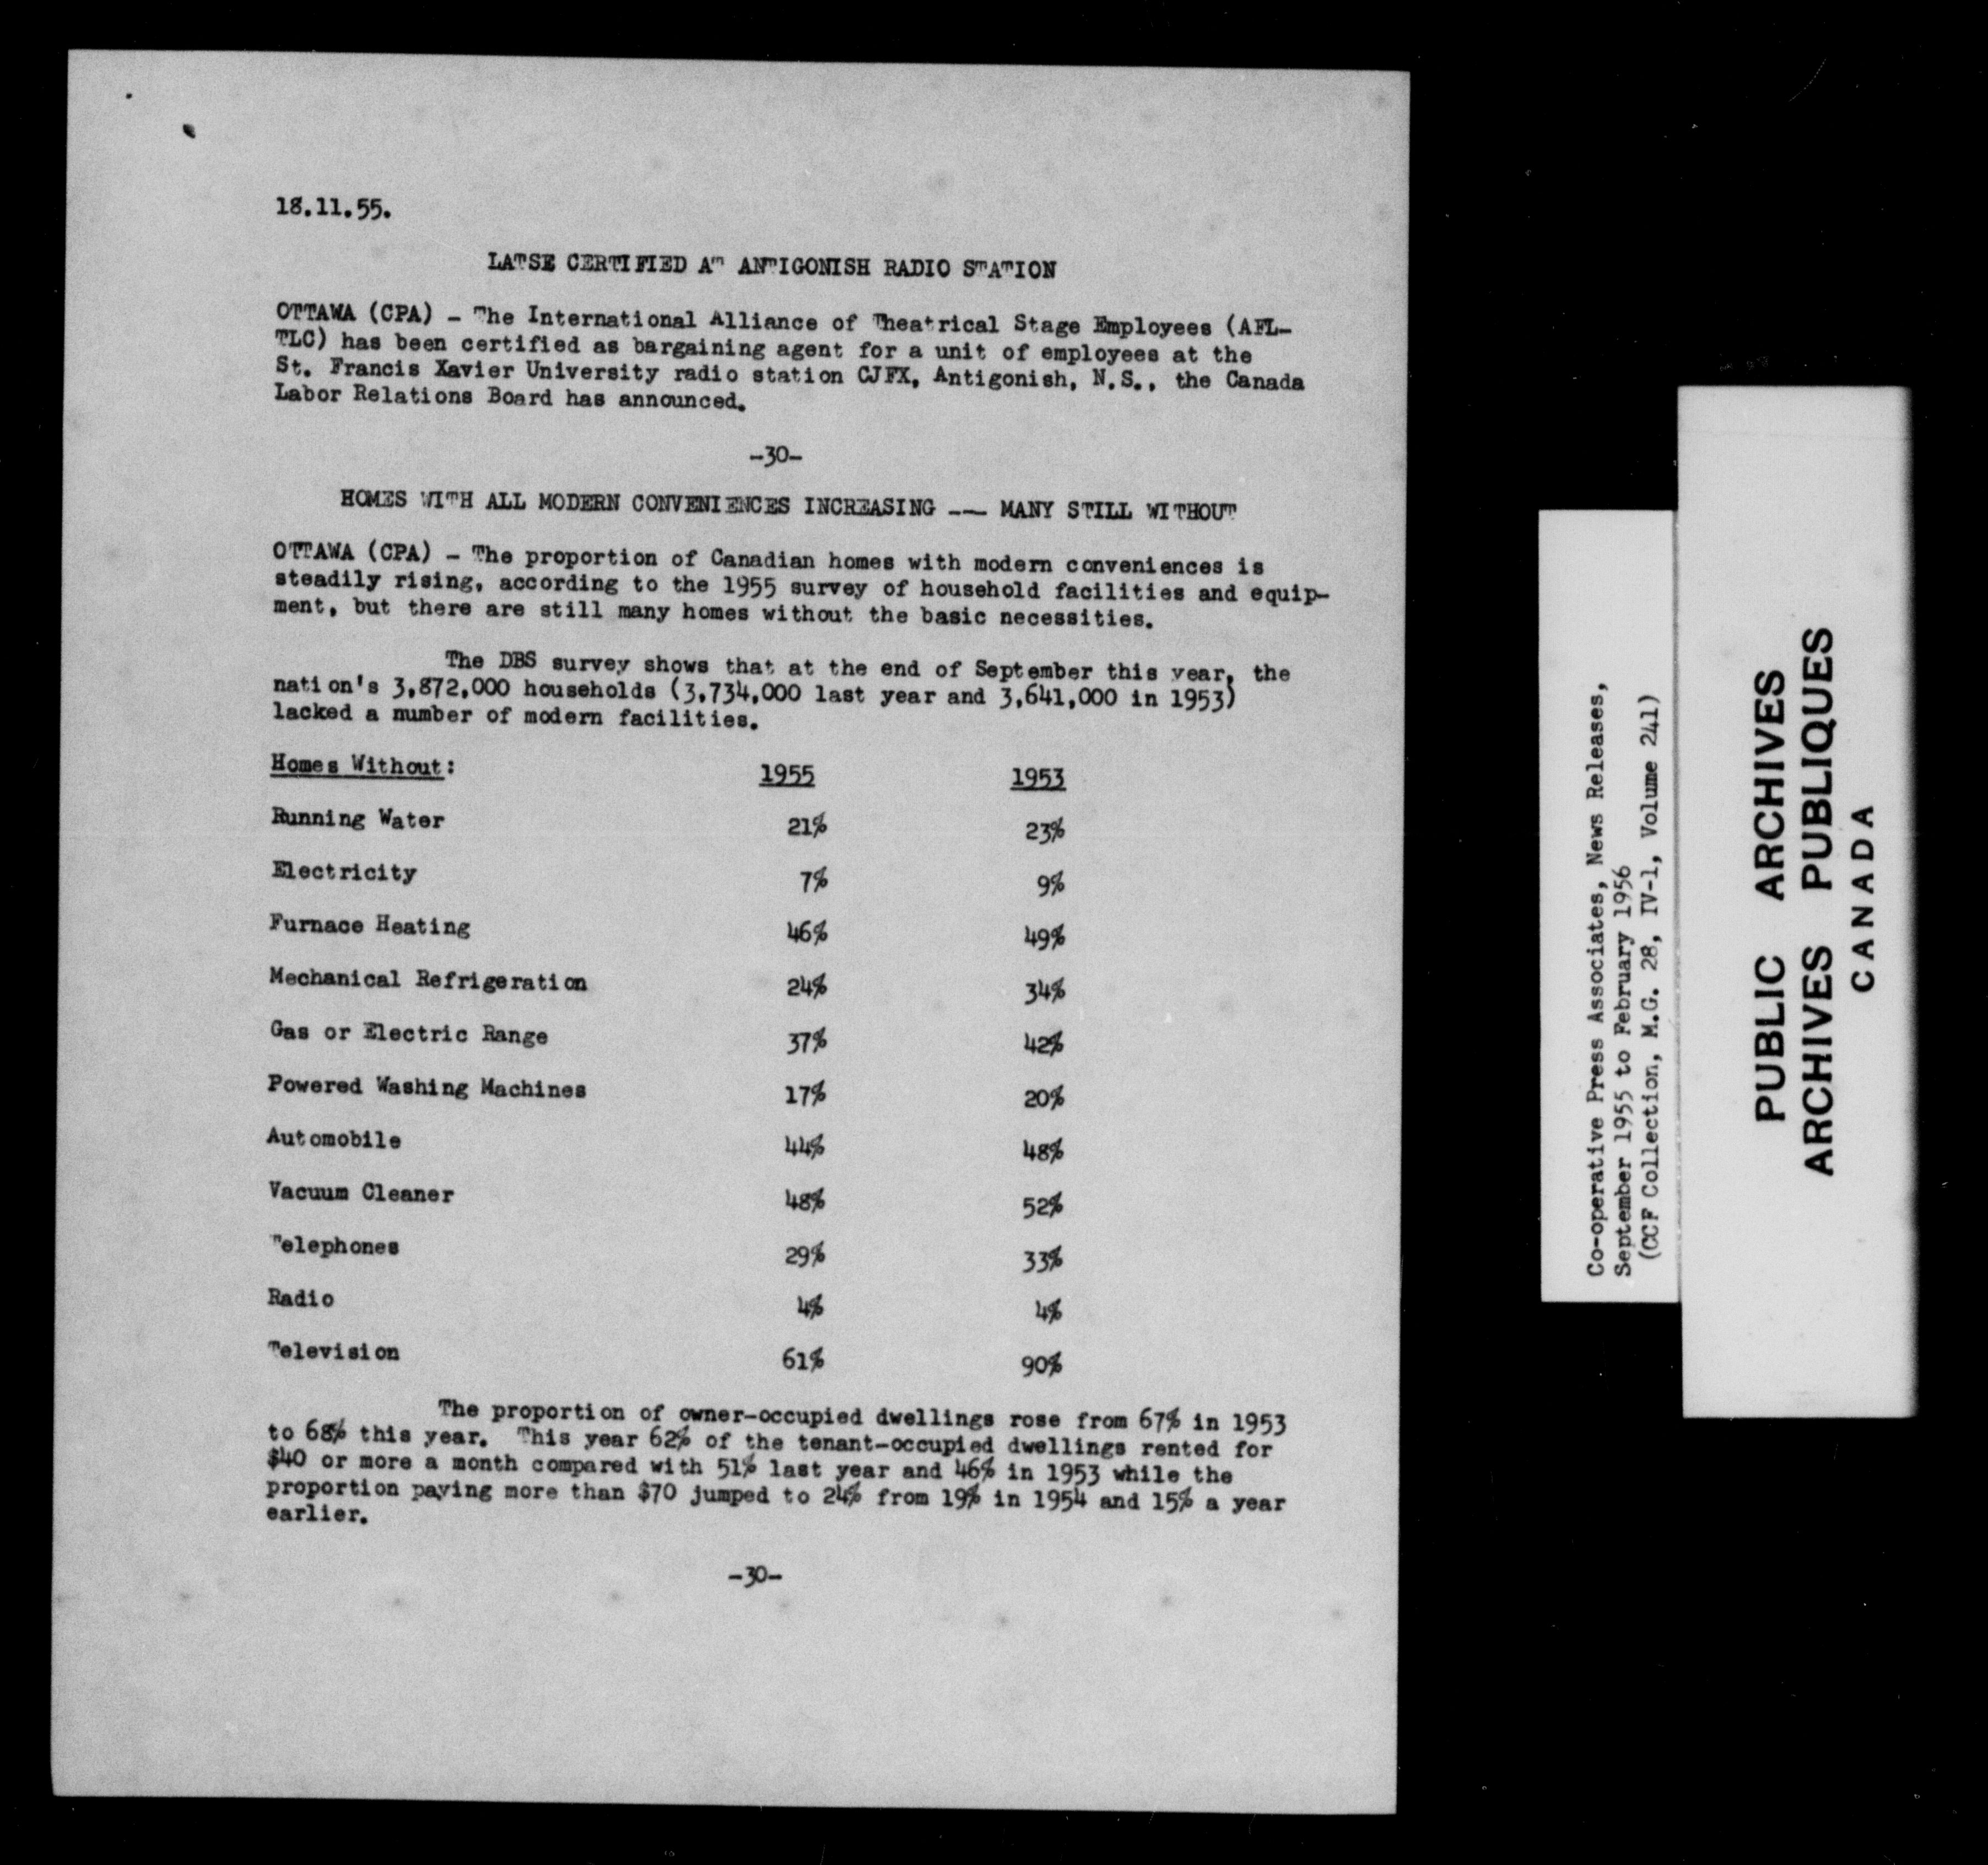 18.11.55.
LATSE CERTIFIED AT ANTIGONISH RADIO STATION
OTTAWA (CPA) - The International Alliance of Theatrical Stage Employees (AFL-
TLC) has been certified as bargaining agent for a unit of employees at the
St. Francis Xavier University radio station CJFX, Antigonish, N.S., the Canada
Labor Relations Board has announced.
-30-
HOMES WITH ALL MODERN CONVENIENCES INCREASING --- MANY STILL WITHOUT
OTTAWA (CPA) - The proportion of Canadian homes with modern conveniences is
steadily rising, according to the 1955 survey of household facilities and equip-
ment, but there are still many homes without the basic necessities.
The DBS survey shows that at the end of September this year, the
nation's 3,872,000 households (3,734,000 last year and 3,641,000 in 1953)
lacked a number of modern facilities.
Homes Without: 1955 1953
Running Water 21% 23%
Electricity 7% 9%
Furnace Heating 46% 49%
Mechanical Refrigeration 24% 34%
Gas or Electric Range 37% 42%
Powered Washing Machines 17% 20%
Automobile 44% 48%
Vacuum Cleaner 48% 52%
Telephones 29% 33%
Radio 4% 4%
Television 61% 90%
The proportion of owner-occupied dwellings rose from 67% in 1953
to 68% this year. This year 62% of the tenant-occupied dwellings rented for
$40 or more a month compared with 51% last year and 46% in 1953 while the
proportion paying more than $70 jumped to 24% from 19% in 1954 and 15% a year
earlier.
-30-
Co-operative Press Associates, News Releases,
September 1955 to February 1956
(CCF Collection, M.G. 28, IV-1, Volume 241)
PUBLIC ARCHIVES
ARCHIVES PUBLIQUES
CANADA